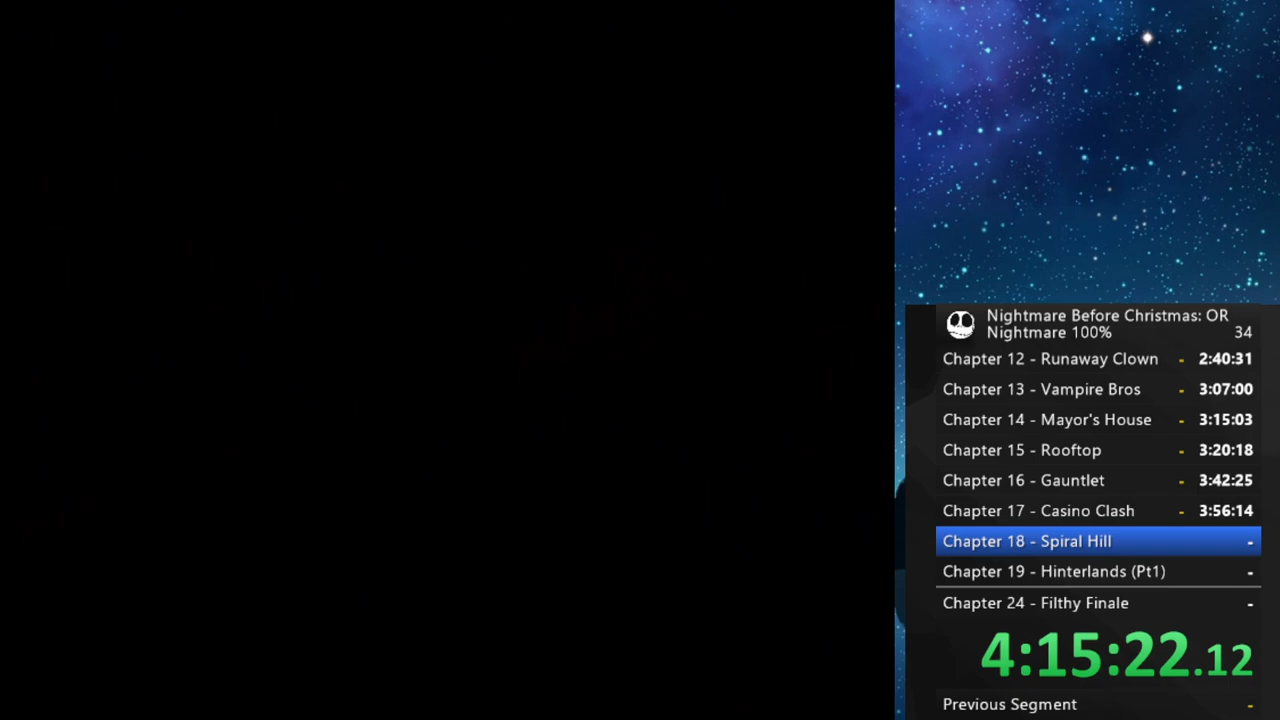 Nightmare Before Christmas: OR
Nightmare 100% 34
Chapter 12 - Runaway Clown - 2:40:31
Chapter 13 - Vampire Bros - 3:07:00
Chapter 14 - Mayor's House - 3:15:03
Chapter 15 - Rooftop - 3:20:18
Chapter 16 - Gauntlet - 3:42:25
Chapter 17 - Casino Clash - 3:56:14
Chapter 18 - Spiral Hill -
Chapter 19 - Hinterlands (Pt1) -
Chapter 24 - Filthy Finale -
4:15:22.12
Previous Segment -